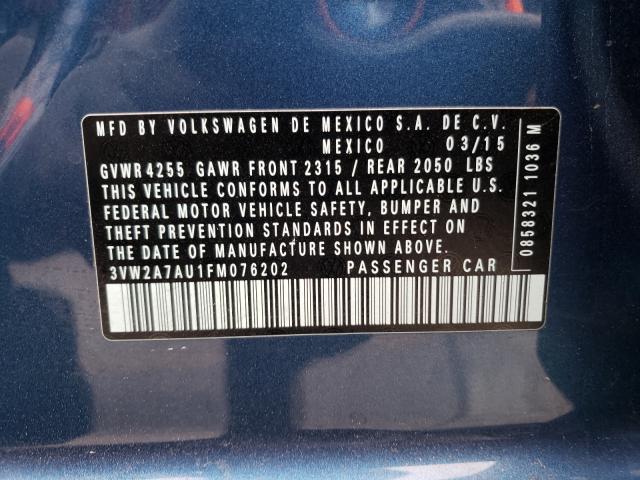 MFD BY VOLKSWAGEN DE MEXICO S.A. DE C.V.
MEXICO 03/15
GVWR 4255 GAWR FRONT 2315 / REAR 2050 LBS
THIS VEHICLE CONFORMS TO ALL APPLICABLE U.S.
FEDERAL MOTOR VEHICLE SAFETY, BUMPER AND
THEFT PREVENTION STANDARDS IN EFFECT ON
THE DATE OF MANUFACTURE SHOWN ABOVE.
3VW2A7AU1FM076202 PASSENGER CAR
0858321 1036 M